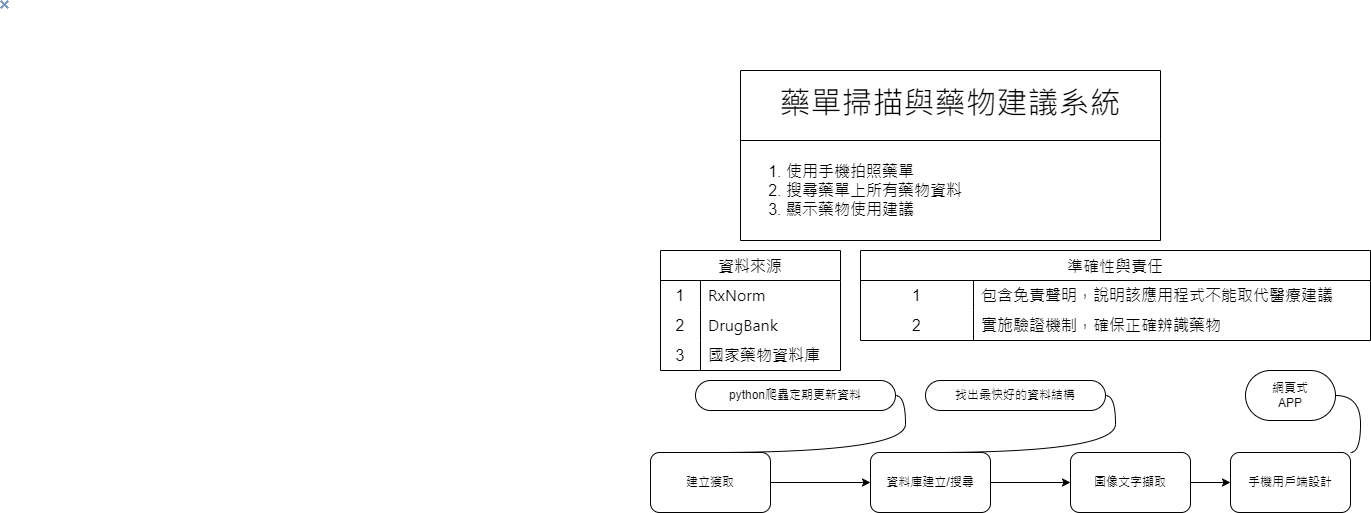 藥單掃描與藥物建議系統
1. 使用手機拍照藥單
2. 搜尋藥單上所有藥物資料
3. 顯示藥物使用建議
資料來源
1 RxNorm
2 DrugBank
3 國家藥物資料庫
準確性與責任
1 包含免責聲明，說明該應用程式不能取代醫療建議
2 實施驗證機制，確保正確辨識藥物
python爬蟲定期更新資料
找出最快好的資料結構
網頁式
APP
建立獲取
資料庫建立/搜尋
圖像文字擷取
手機用戶端設計